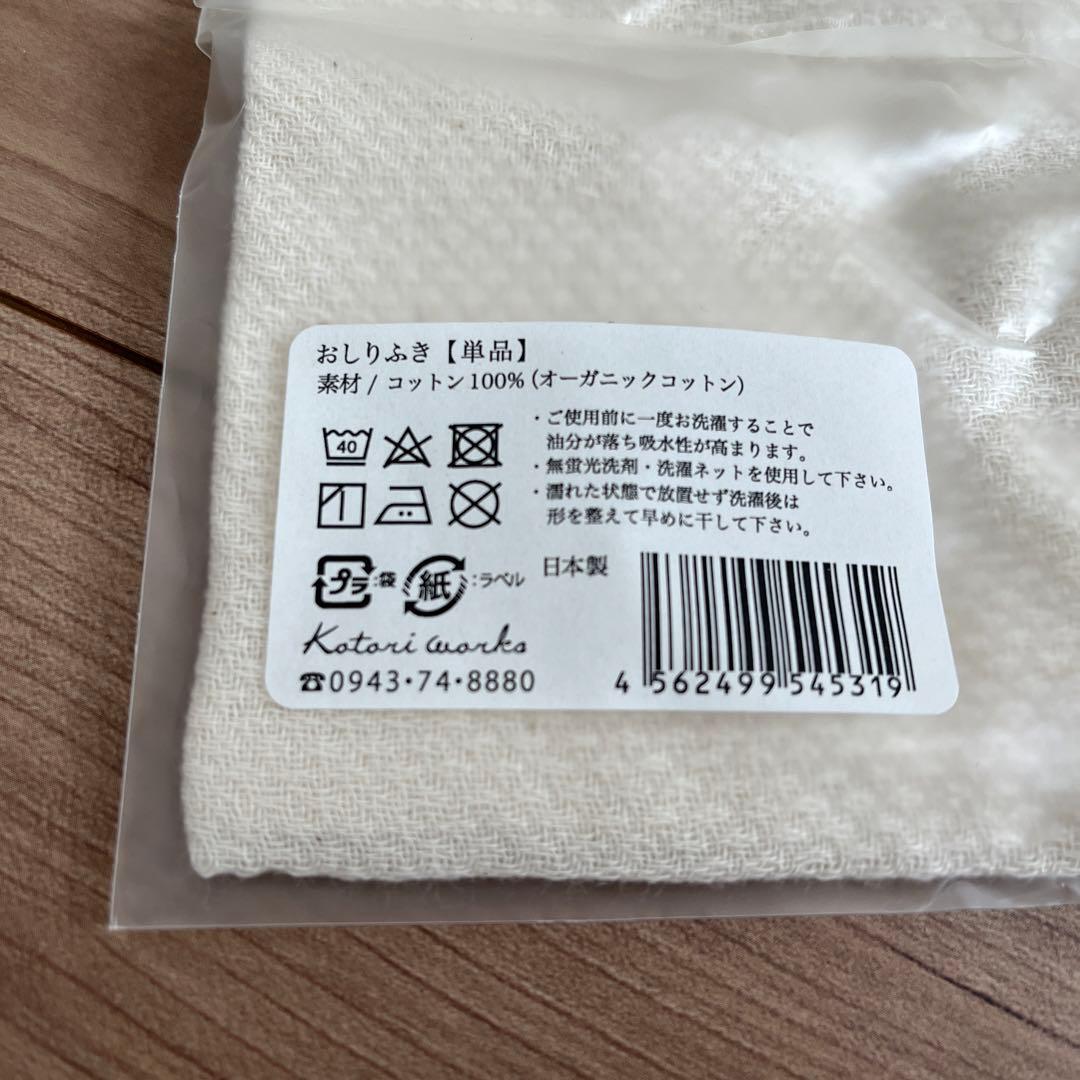 おしりふき【単品】
素材 / コットン100% (オーガニックコットン)
40
・ご使用前に一度お洗濯することで
油分が落ち吸水性が高まります。
・無蛍光洗剤・洗濯ネットを使用して下さい。
・濡れた状態で放置せず洗濯後は
形を整えて早めに干して下さい。
プラ:袋
紙:ラベル
日本製
Kotori works
☎0943・74・8880
4 562499 545319